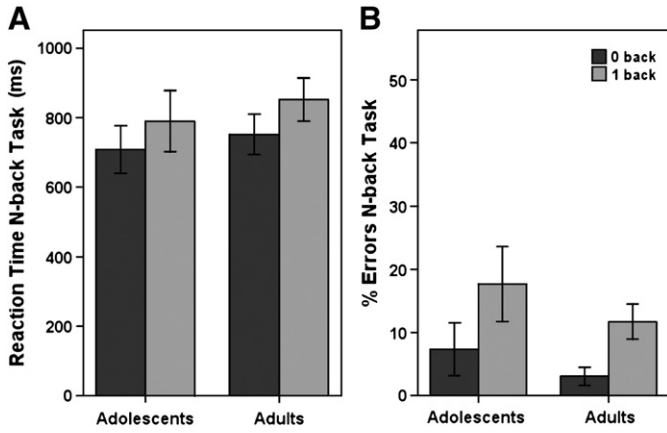 A
Reaction Time N-back Task (ms)
1000
800
600
400
200
0
Adolescents
Adults
B
% Errors N-back Task
50
40
30
20
10
0
0 back
1 back
Adolescents
Adults